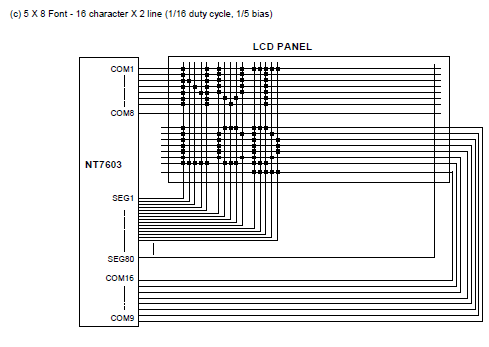 (c) 5 X 8 Font - 16 character X 2 line (1/16 duty cycle, 1/5 bias)
LCD PANEL
COM1
COM8
NT7603
SEG1
SEG80
COM16
COM9